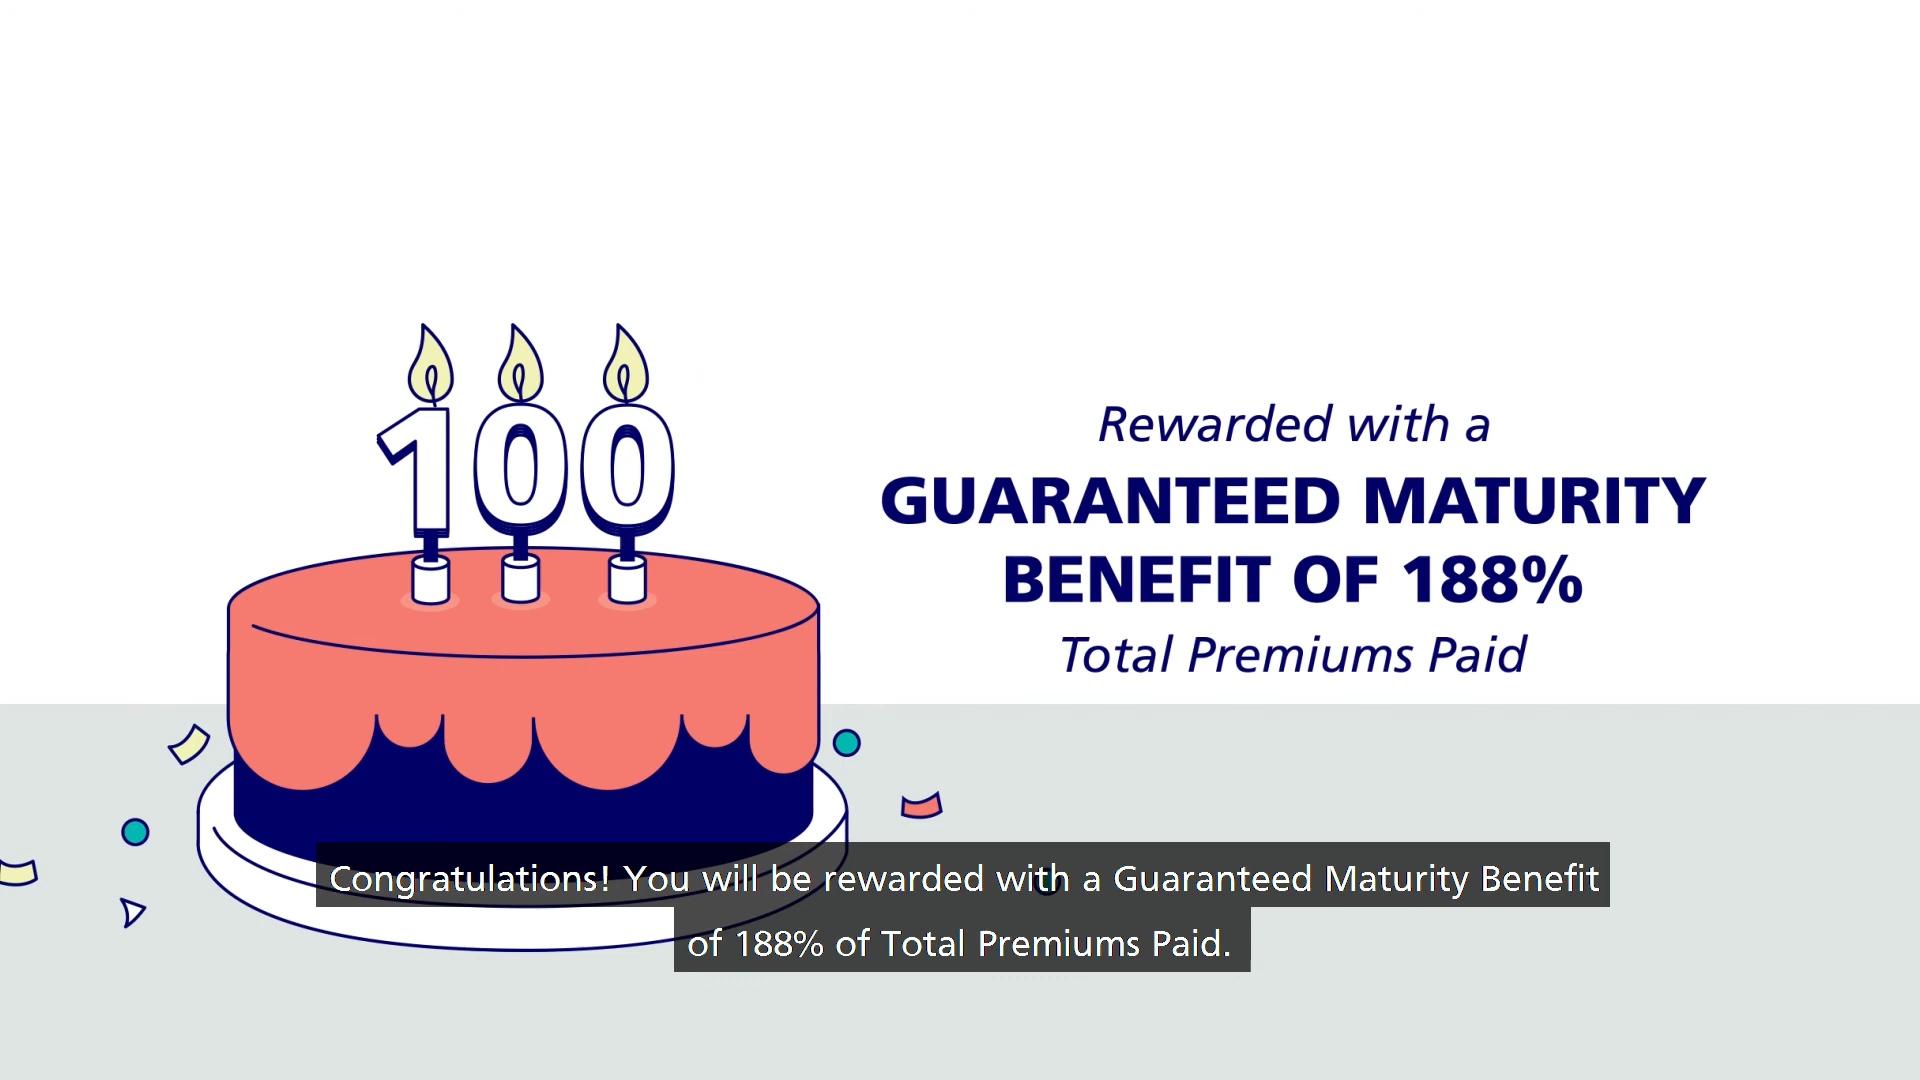 100
Rewarded with a
GUARANTEED MATURITY
BENEFIT OF 188%
Total Premiums Paid
Congratulations! You will be rewarded with a Guaranteed Maturity Benefit
of 188% of Total Premiums Paid.